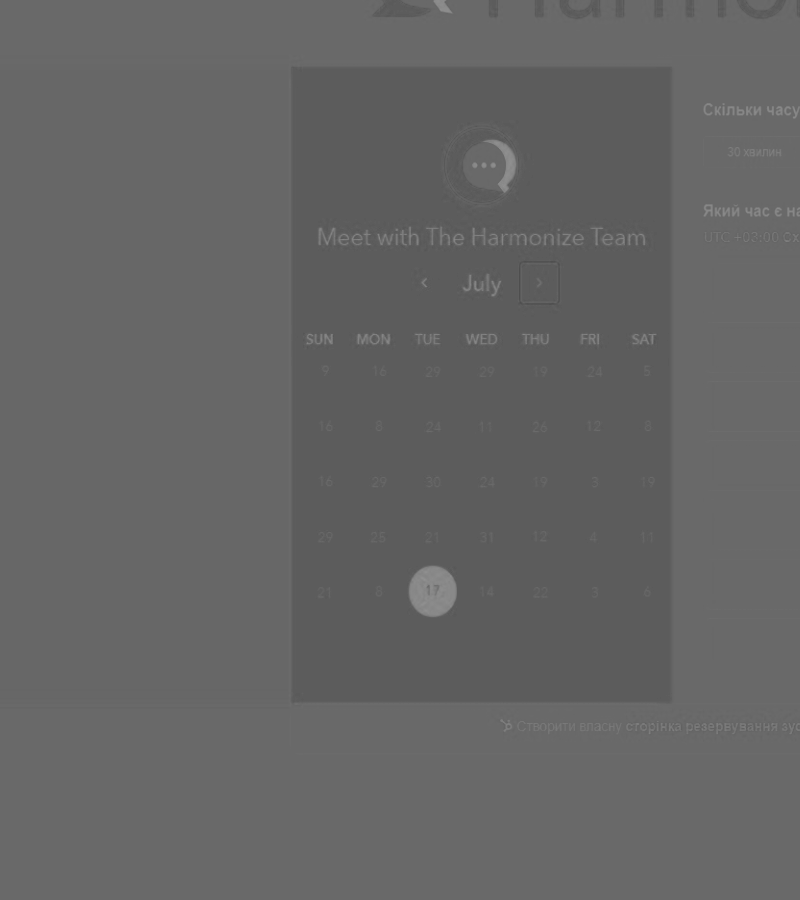 Harmo
Скільки часу
30 хвилин
Meet with The Harmonize Team
Який час є на
UTC +03:00 Сх
‹ July ›
SUN MON TUE WED THU FRI SAT
9 16 29 29 19 24 5
16 8 24 11 26 12 8
16 29 30 24 19 3 19
29 25 21 31 12 4 11
21 6 17 14 22 3 6
Створити власну сторінка резервування зус